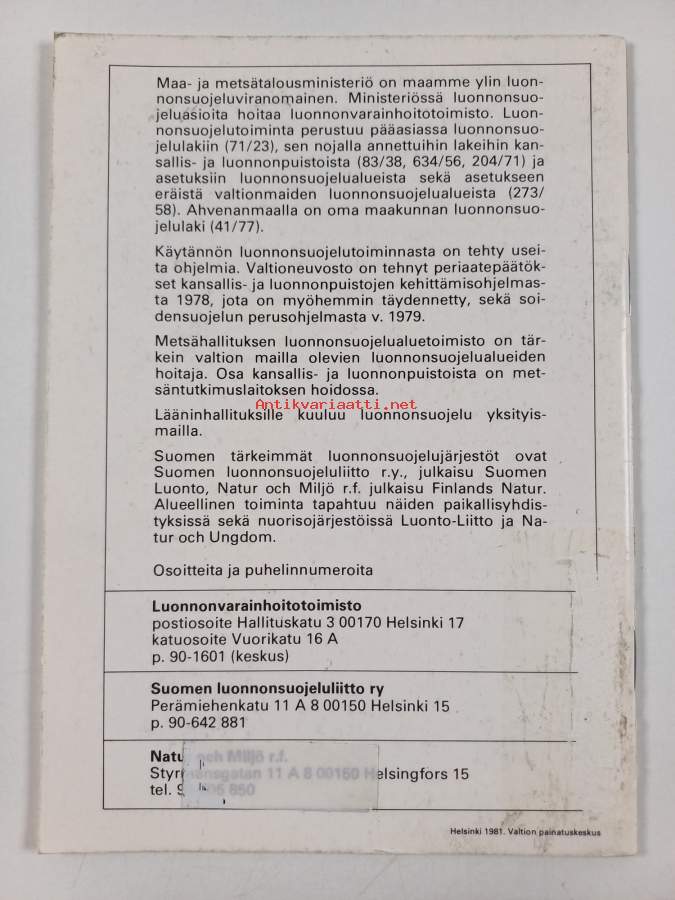 Maa- ja metsätalousministeriö on maamme ylin luon-
nonsuojeluviranomainen. Ministeriössä luonnonsuo-
jeluasioita hoitaa luonnonvarainhoitotoimisto. Luon-
nonsuojelutoiminta perustuu pääasiassa luonnonsuo-
jelulakiin (71/23), sen nojalla annettuihin lakeihin kan-
sallis- ja luonnonpuistoista (83/38, 634/56, 204/71) ja
asetuksiin luonnonsuojelualueista sekä asetukseen
eräistä valtionmaiden luonnonsuojelualueista (273/
58). Ahvenanmaalla on oma maakunnan luonnonsuo-
jelulaki (41/77).
Käytännön luonnonsuojelutoiminnasta on tehty usei-
ta ohjelmia. Valtioneuvosto on tehnyt periaatepäätök-
set kansallis- ja luonnonpuistojen kehittämisohjelmas-
ta 1978, jota on myöhemmin täydennetty, sekä soi-
densuojelun perusohjelmasta v. 1979.
Metsähallituksen luonnonsuojelualuetoimisto on tär-
kein valtion mailla olevien luonnonsuojelualueiden
hoitaja. Osa kansallis- ja luonnonpuistoista on met-
säntutkimuslaitoksen hoidossa.
Antikvariaatti.net
Lääninhallituksille kuuluu luonnonsuojelu yksityis-
mailla.
Suomen tärkeimmät luonnonsuojelujärjestöt ovat
Suomen luonnonsuojeluliitto r.y., julkaisu Suomen
Luonto, Natur och Miljö r.f. julkaisu Finlands Natur.
Alueellinen toiminta tapahtuu näiden paikallisyhdis-
tyksissä sekä nuorisojärjestöissä Luonto-Liitto ja Na-
tur och Ungdom.
Osoitteita ja puhelinnumeroita
Luonnonvarainhoitotoimisto
postiosoite Hallituskatu 3 00170 Helsinki 17
katuosoite Vuorikatu 16 A
p. 90-1601 (keskus)
Suomen luonnonsuojeluliitto ry
Perämiehenkatu 11 A 8 00150 Helsinki 15
p. 90-642 881
Natur och Miljö r.f.
Styrmansgatan 11 A 8 00150 Helsingfors 15
tel.
Helsinki 1981. Valtion painatuskeskus